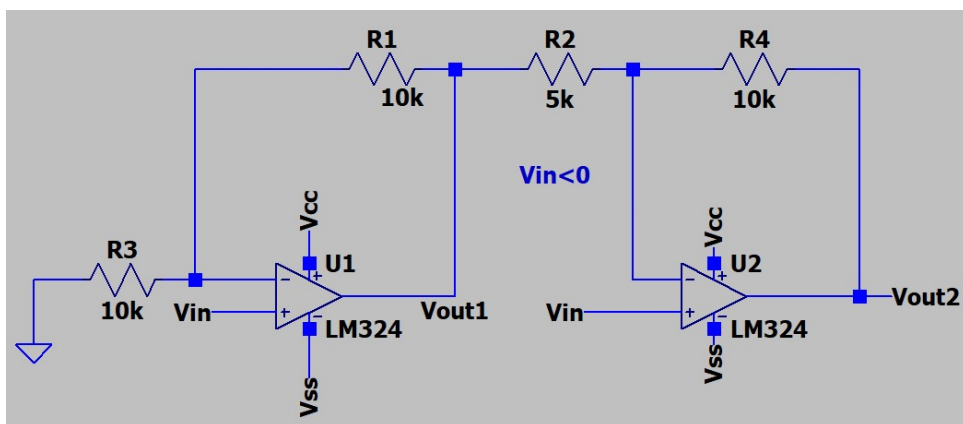 R1
10k
R2
5k
R4
10k
Vin<0
R3
10k
Vcc
U1
+
−
+
−
Vin
Vout1
LM324
Vss
Vcc
U2
+
−
+
−
Vin
Vout2
LM324
Vss